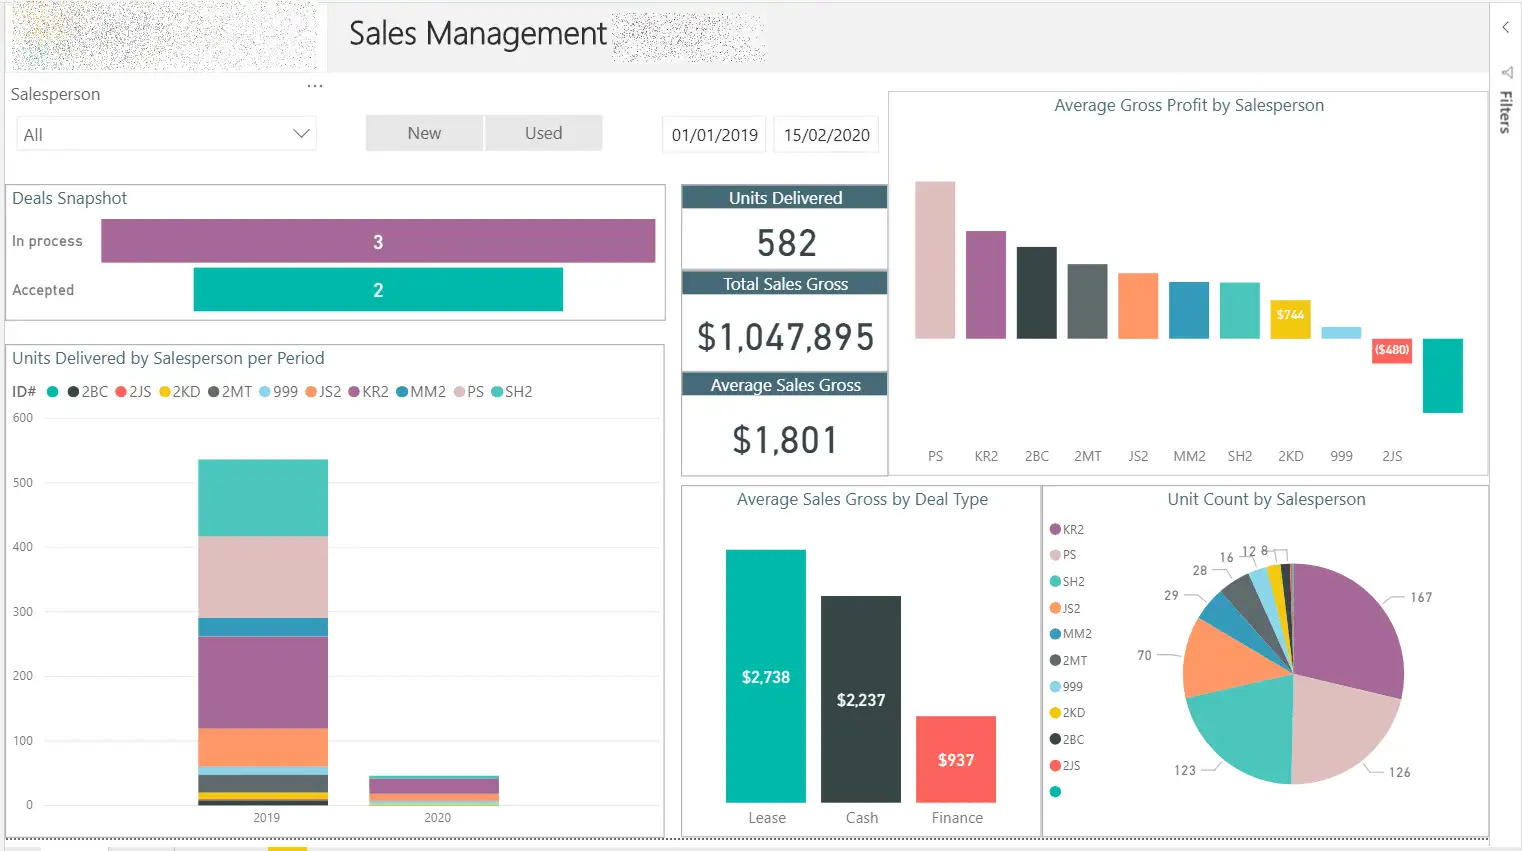 Sales Management
Salesperson
...
All
New
Used
01/01/2019
15/02/2020
Filters
Deals Snapshot
In process
3
Accepted
2
Units Delivered
582
Total Sales Gross
$1,047,895
Average Sales Gross
$1,801
Average Gross Profit by Salesperson
$744
($480)
PS KR2 2BC 2MT JS2 MM2 SH2 2KD 999 2JS
Units Delivered by Salesperson per Period
ID# 2BC 2JS 2KD 2MT 999 JS2 KR2 MM2 PS SH2
600
500
400
300
200
100
0
2019 2020
Average Sales Gross by Deal Type
$2,738
$2,237
$937
Lease Cash Finance
Unit Count by Salesperson
KR2
PS
SH2
JS2
MM2
2MT
999
2KD
2BC
2JS
167
126
123
70
29
28
16
12
8